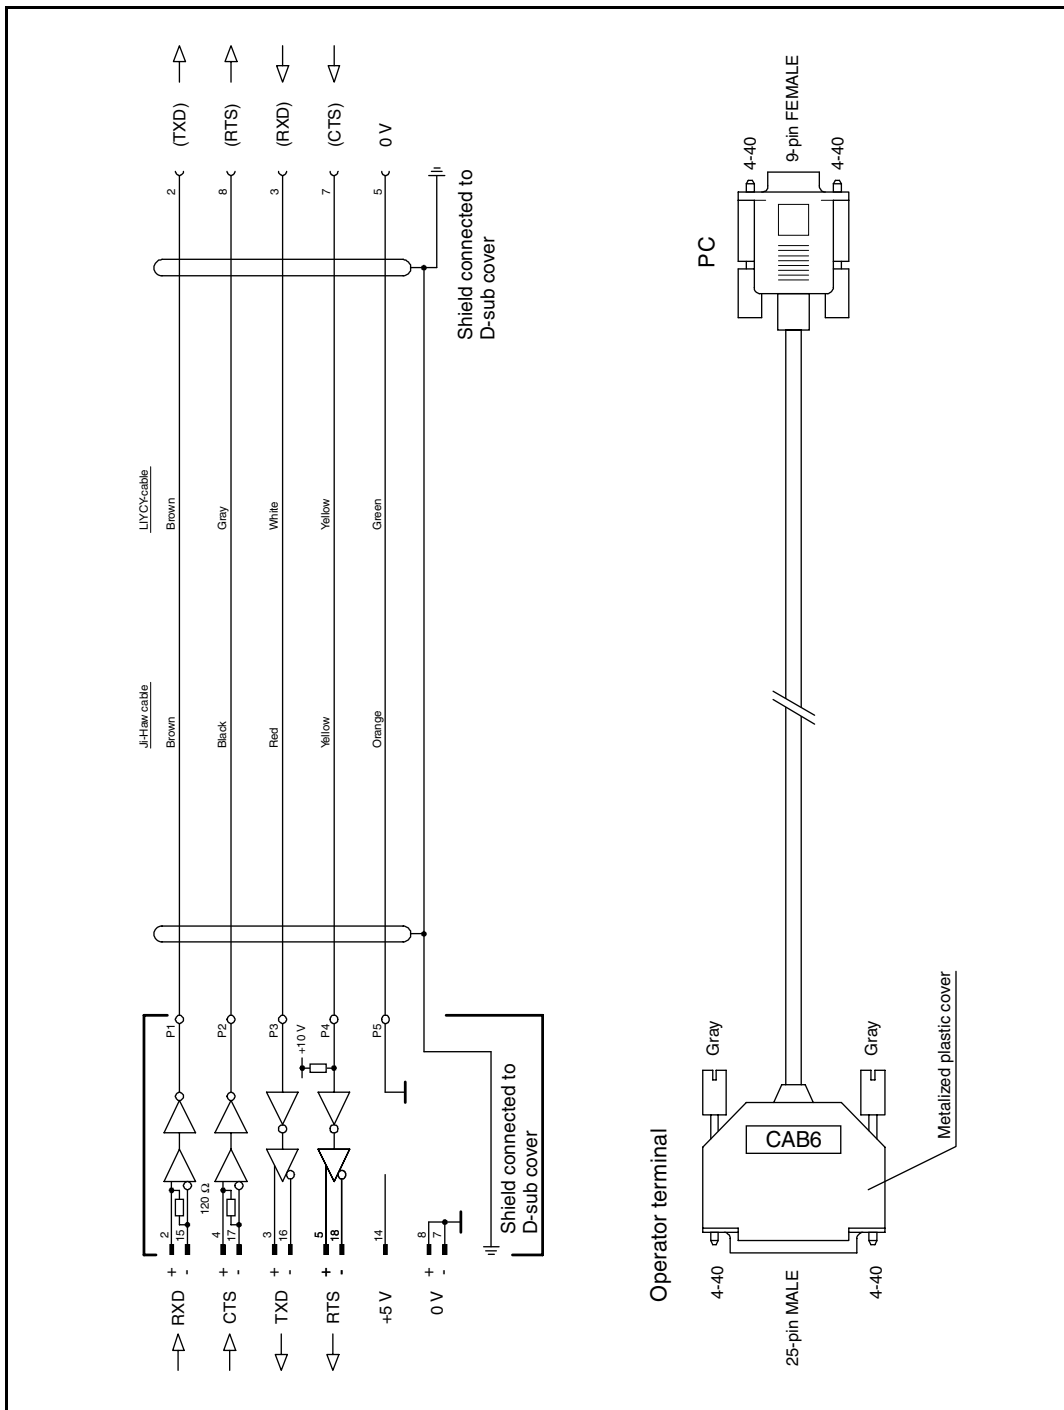 RXD + 2
- 15
120 Ω
P1
Brown
Brown
2
(TXD)
Ji-Haw cable
LIYCY-cable
CTS + 4
- 17
P2
Black
Gray
8
(RTS)
TXD + 3
- 16
P3
Red
White
3
(RXD)
+10 V
RTS + 5
- 18
P4
Yellow
Yellow
7
(CTS)
+5 V 14
P5
Orange
Green
5
0 V
0 V + 8
- 7
Shield connected to
D-sub cover
Shield connected to
D-sub cover
Operator terminal
PC
4-40
Gray
4-40
25-pin MALE
CAB6
9-pin FEMALE
4-40
Gray
4-40
Metalized plastic cover